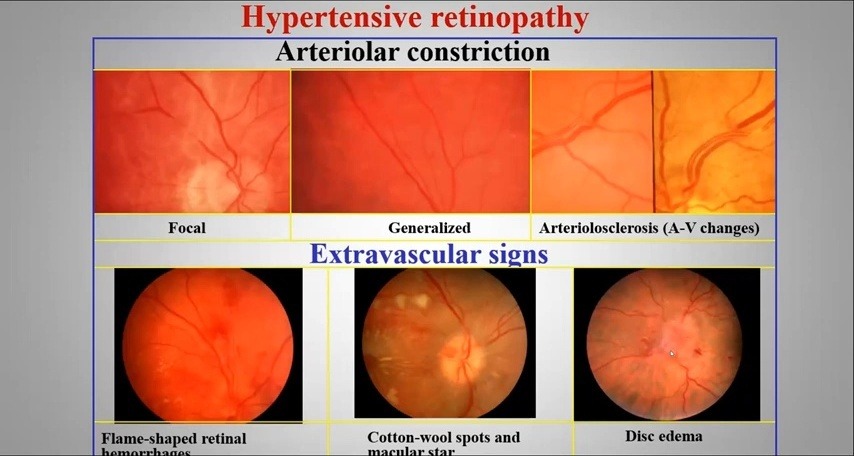 Hypertensive retinopathy
Arteriolar constriction
Focal
Generalized
Arteriolosclerosis (A-V changes)
Extravascular signs
Flame-shaped retinal
hemorrhages
Cotton-wool spots and
macular star
Disc edema